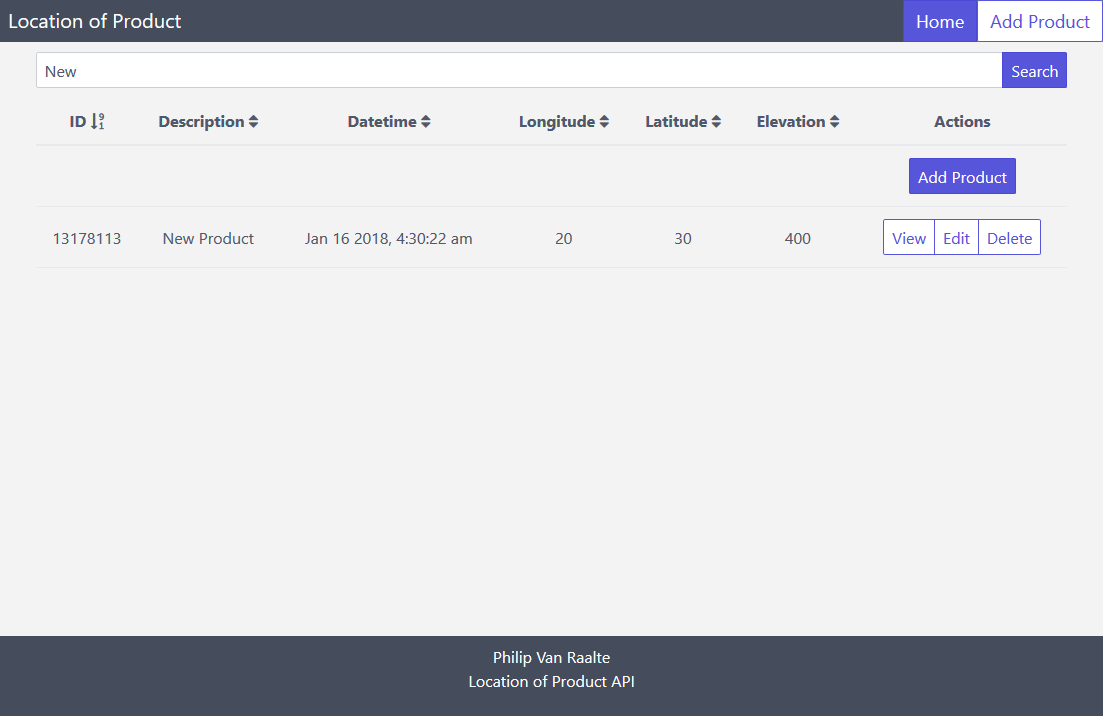 Location of Product Home Add Product
New Search
ID Description Datetime Longitude Latitude Elevation Actions
Add Product
13178113 New Product Jan 16 2018, 4:30:22 am 20 30 400 View Edit Delete
Philip Van Raalte
Location of Product API